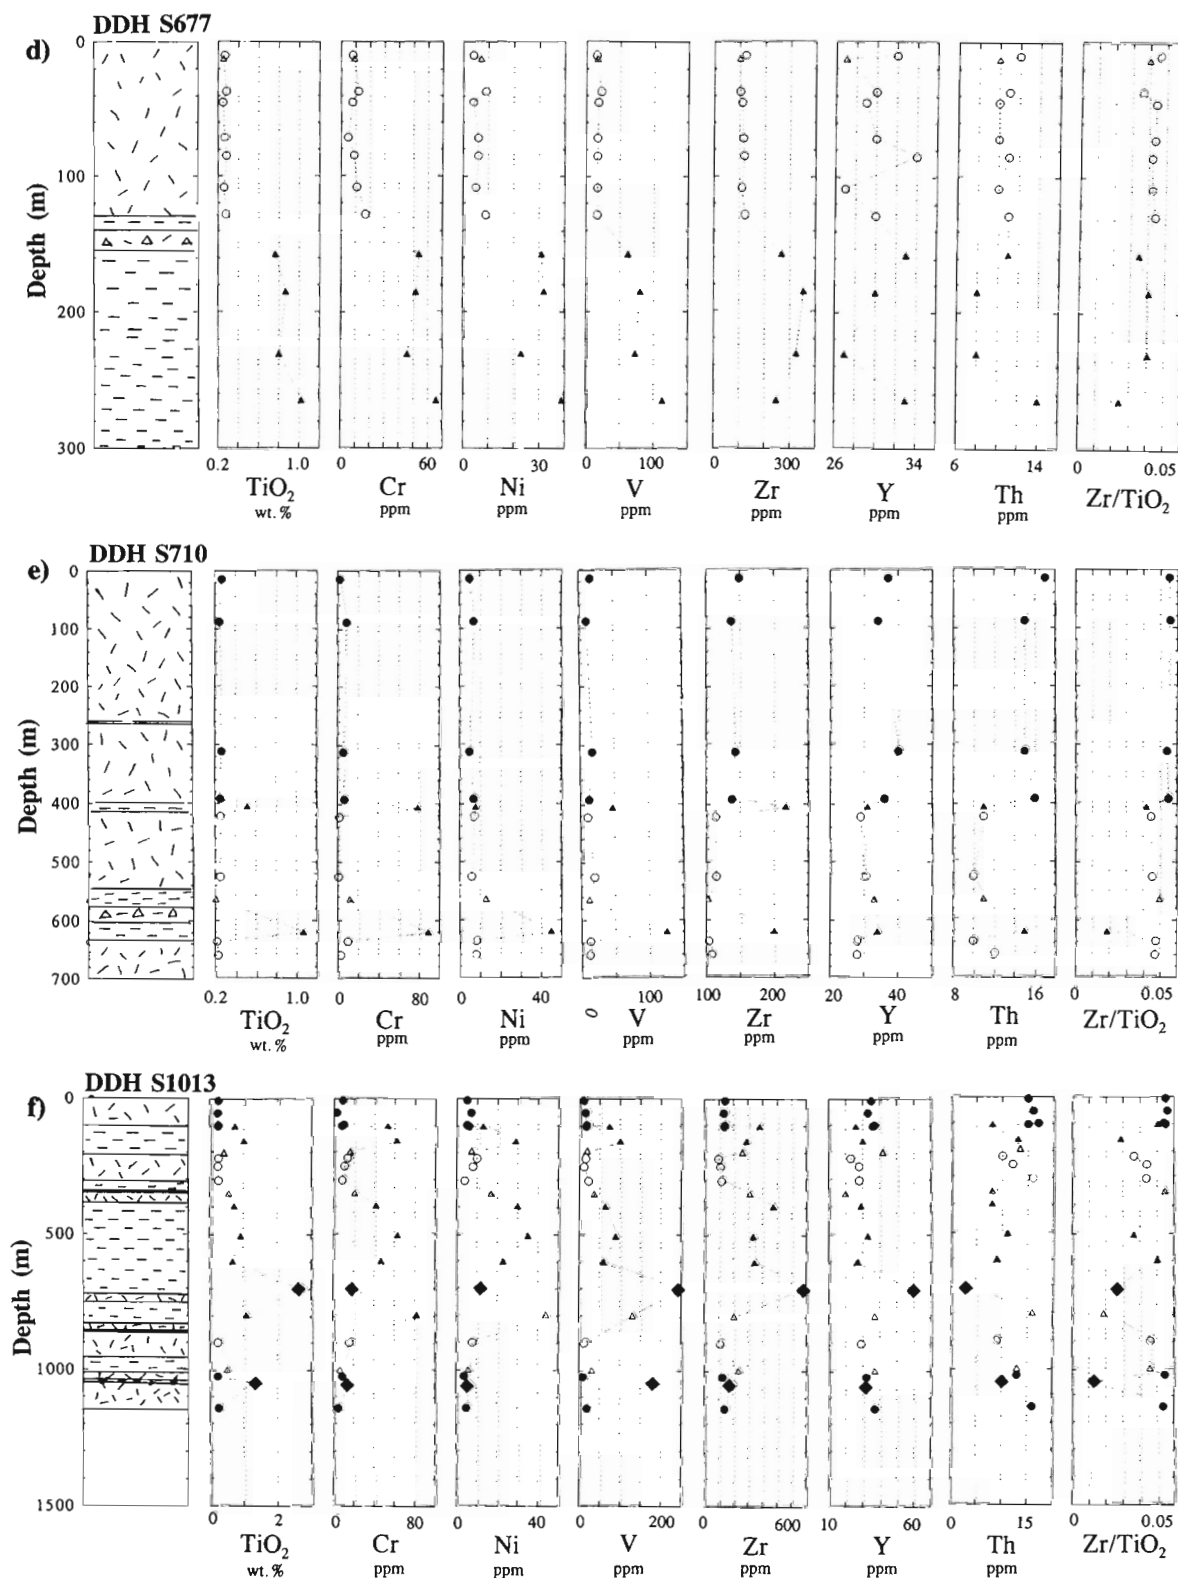 DDH S677
d)
0
100
200
300
Depth (m)
0.2 1.0 0 60 0 30 0 100 0 300 26 34 6 14 0 0.05
TiO2 Cr Ni V Zr Y Th Zr/TiO2
wt. % ppm ppm ppm ppm ppm ppm
DDH S710
e)
0
100
200
300
400
500
600
700
Depth (m)
0.2 1.0 0 80 0 40 0 100 100 200 20 40 8 16 0 0.05
TiO2 Cr Ni V Zr Y Th Zr/TiO2
wt. % ppm ppm ppm ppm ppm ppm
DDH S1013
f)
0
500
1000
1500
Depth (m)
0 2 0 80 0 40 0 200 0 600 10 60 0 15 0 0.05
TiO2 Cr Ni V Zr Y Th Zr/TiO2
wt. % ppm ppm ppm ppm ppm ppm